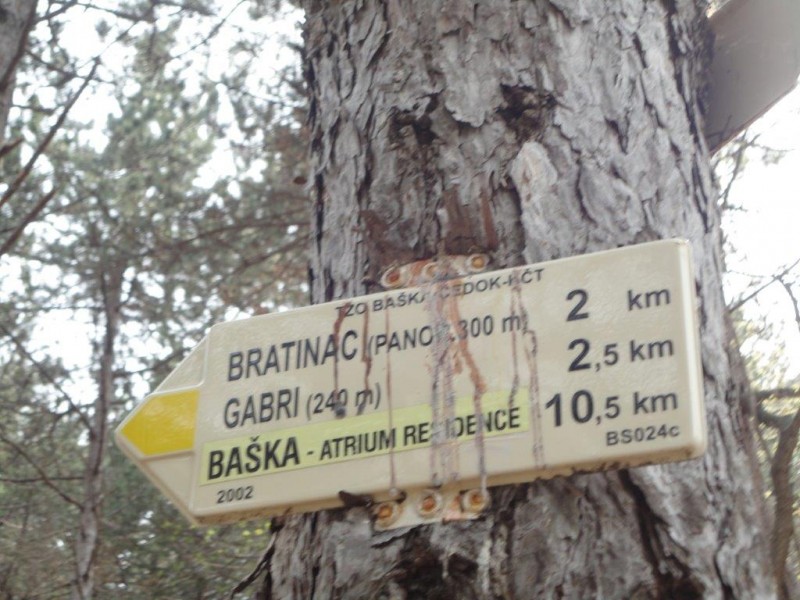 TZO BAŠKA
BRATINAC 2 km
GABRI (240 m) 2,5 km
BAŠKA - ATRIUM RESIDENCE 10,5 km
2002 BS024c